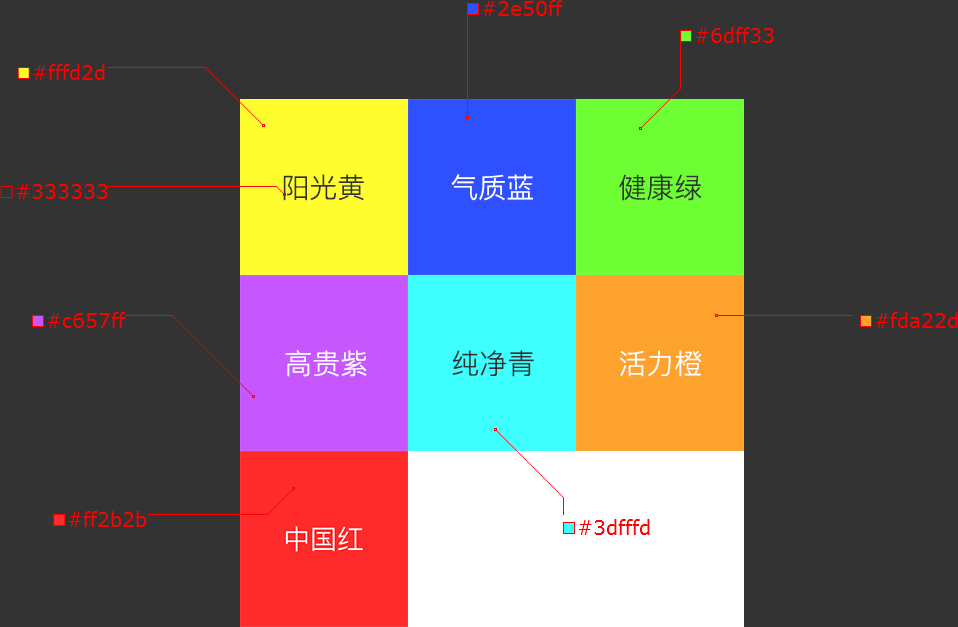 #2e50ff
#6dff33
#fffd2d
#333333
阳光黄
气质蓝
健康绿
#c657ff
#fda22d
高贵紫
纯净青
活力橙
#ff2b2b
#3dfffd
中国红